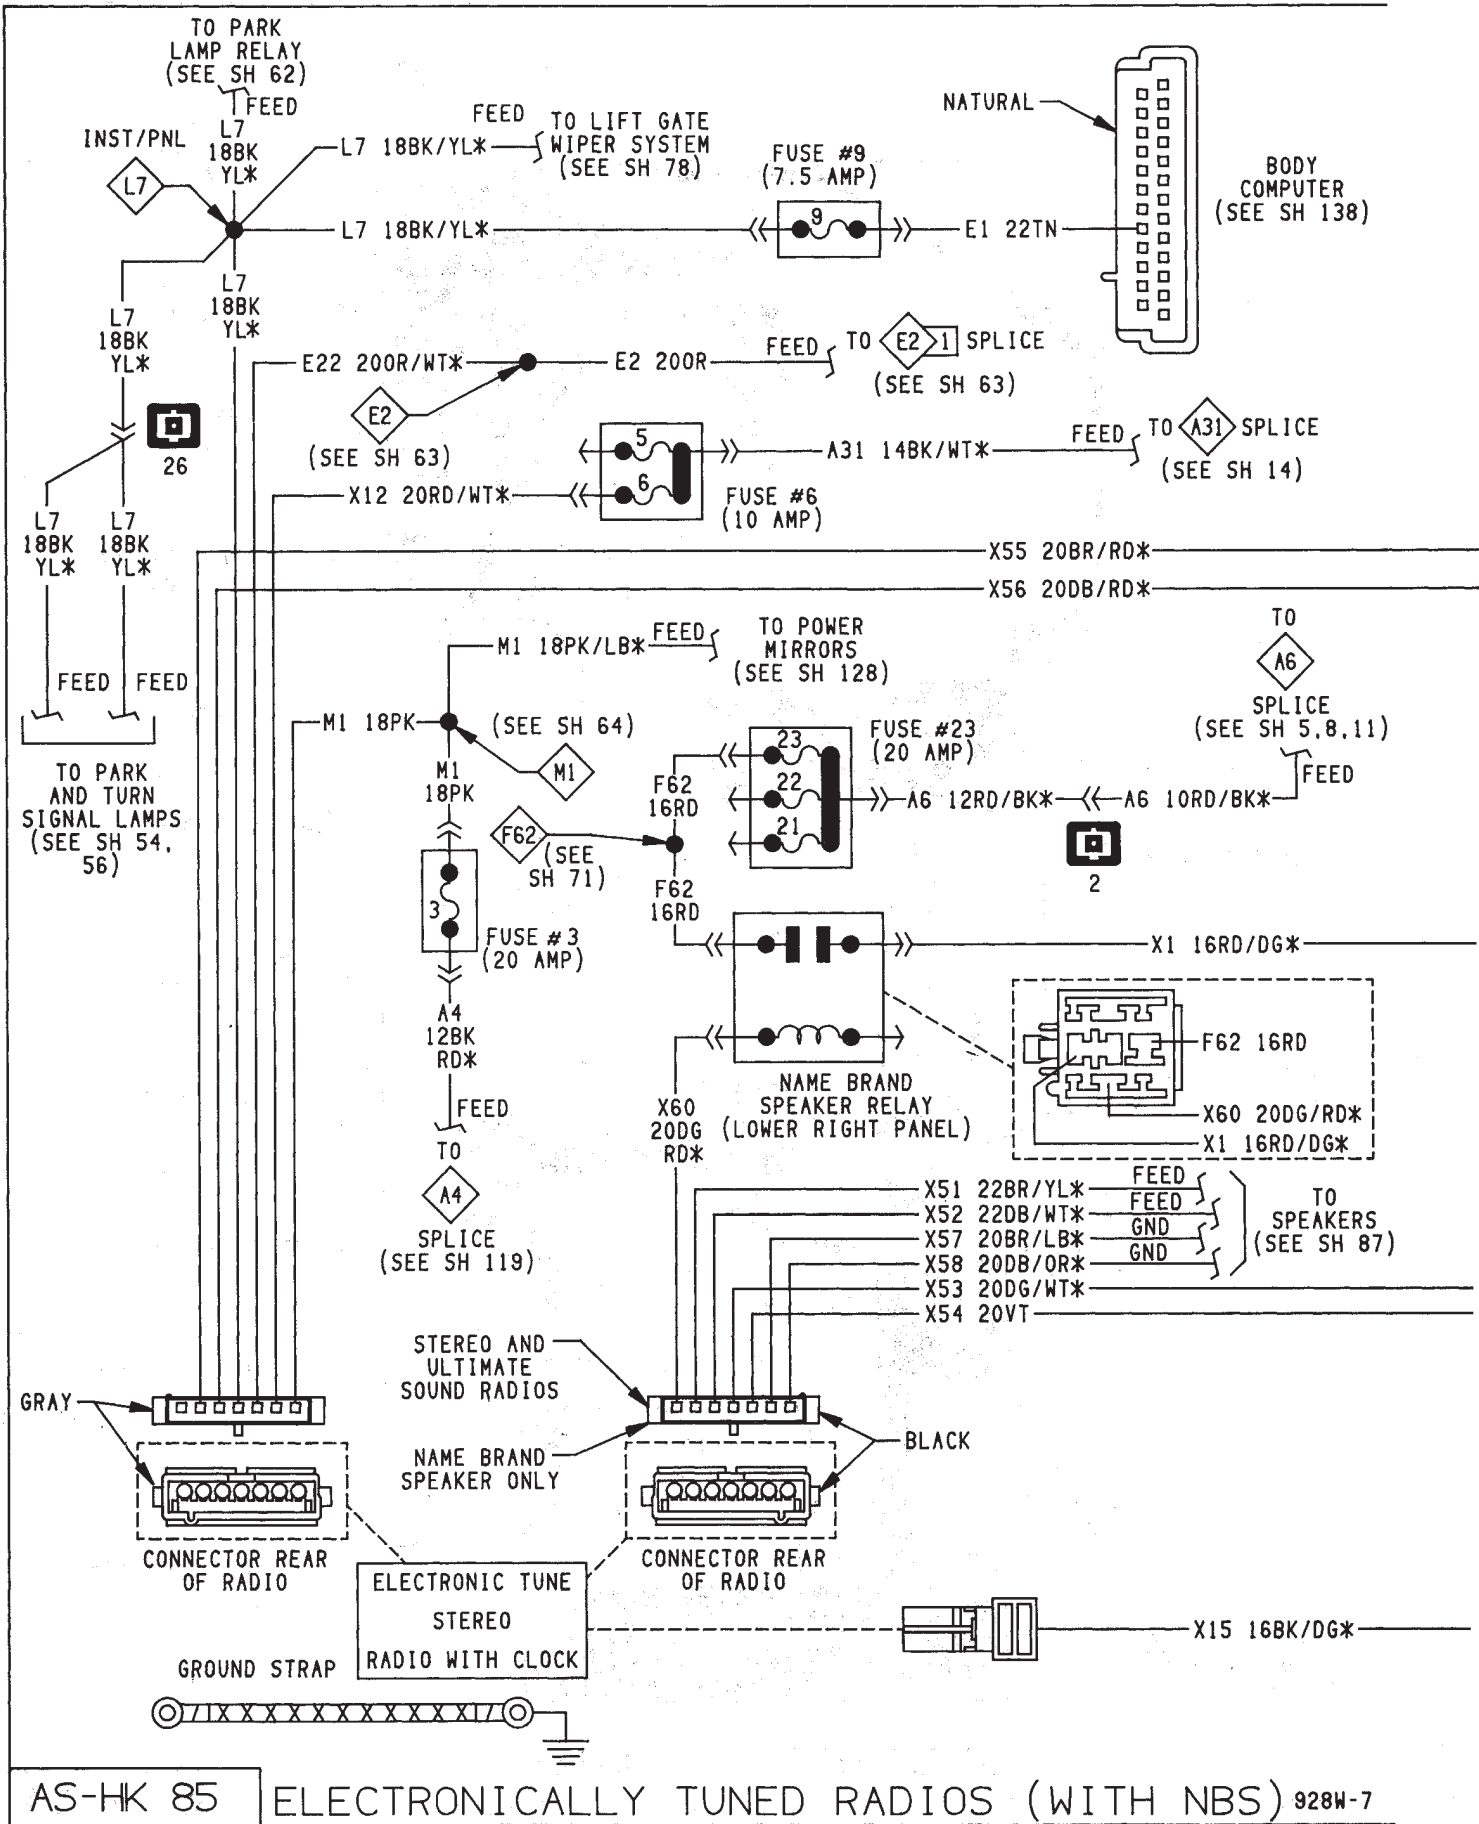 TO PARK
LAMP RELAY
(SEE SH 62)
FEED
L7
18BK
YL*
INST/PNL
L7
L7 18BK/YL*
FEED
TO LIFT GATE
WIPER SYSTEM
(SEE SH 78)
L7 18BK/YL*
FUSE #9
(7.5 AMP)
9
E1 22TN
NATURAL
BODY
COMPUTER
(SEE SH 138)
L7
18BK
YL*
L7
18BK
YL*
26
L7
18BK
YL*
L7
18BK
YL*
FEED
FEED
TO PARK
AND TURN
SIGNAL LAMPS
(SEE SH 54,
56)
E22 20OR/WT*
E2 20OR
FEED
TO E2 1 SPLICE
(SEE SH 63)
E2
(SEE SH 63)
5
6
A31 14BK/WT*
FEED
TO A31 SPLICE
(SEE SH 14)
X12 20RD/WT*
FUSE #6
(10 AMP)
X55 20BR/RD*
X56 20DB/RD*
M1 18PK/LB*
FEED
TO POWER
MIRRORS
(SEE SH 128)
M1 18PK
(SEE SH 64)
M1
M1
18PK
3
FUSE #3
(20 AMP)
A4
12BK
RD*
FEED
TO
A4
SPLICE
(SEE SH 119)
TO
A6
SPLICE
(SEE SH 5,8,11)
FEED
FUSE #23
(20 AMP)
23
22
21
F62
16RD
F62
(SEE
SH 71)
F62
16RD
A6 12RD/BK*
A6 10RD/BK*
2
X1 16RD/DG*
NAME BRAND
SPEAKER RELAY
(LOWER RIGHT PANEL)
F62 16RD
X60 20DG/RD*
X1 16RD/DG*
X60
20DG
RD*
X51 22BR/YL*
FEED
X52 22DB/WT*
FEED
X57 20BR/LB*
GND
X58 20DB/OR*
GND
X53 20DG/WT*
X54 20VT
TO
SPEAKERS
(SEE SH 87)
STEREO AND
ULTIMATE
SOUND RADIOS
GRAY
NAME BRAND
SPEAKER ONLY
BLACK
CONNECTOR REAR
OF RADIO
CONNECTOR REAR
OF RADIO
ELECTRONIC TUNE
STEREO
RADIO WITH CLOCK
X15 16BK/DG*
GROUND STRAP
AS-HK 85
ELECTRONICALLY TUNED RADIOS (WITH NBS) 928W-7